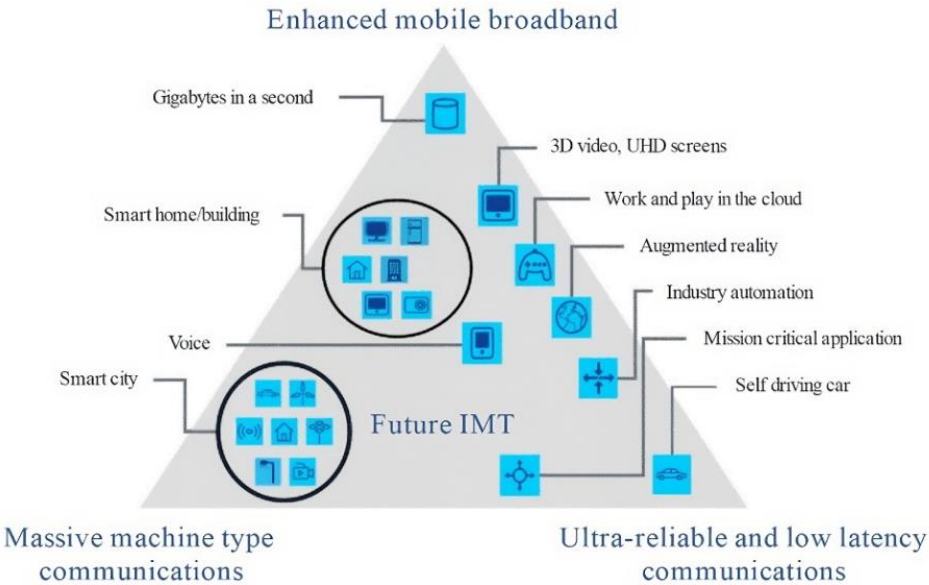 Enhanced mobile broadband
Gigabytes in a second
3D video, UHD screens
Smart home/building
Work and play in the cloud
Augmented reality
Industry automation
Voice
Mission critical application
Smart city
Self driving car
Future IMT
Massive machine type
communications
Ultra-reliable and low latency
communications